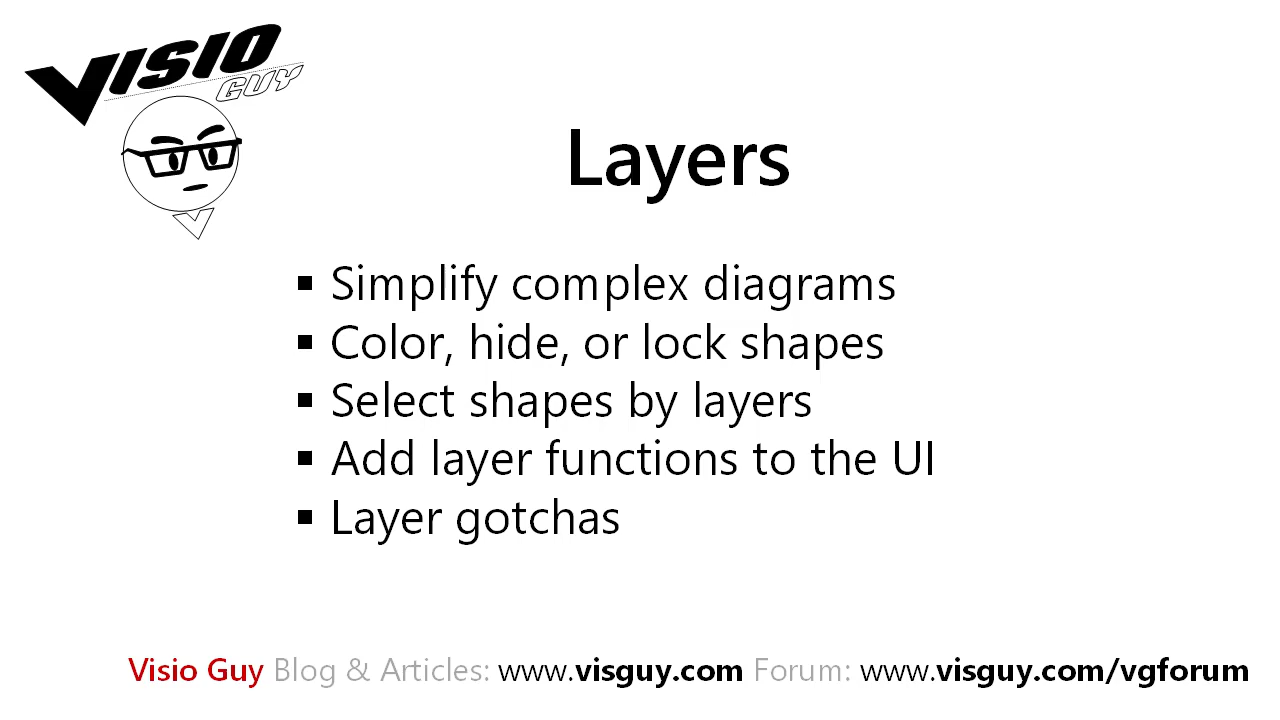 VISIO
GUY
Layers
▪ Simplify complex diagrams
▪ Color, hide, or lock shapes
▪ Select shapes by layers
▪ Add layer functions to the UI
▪ Layer gotchas
Visio Guy Blog & Articles: www.visguy.com Forum: www.visguy.com/vgforum